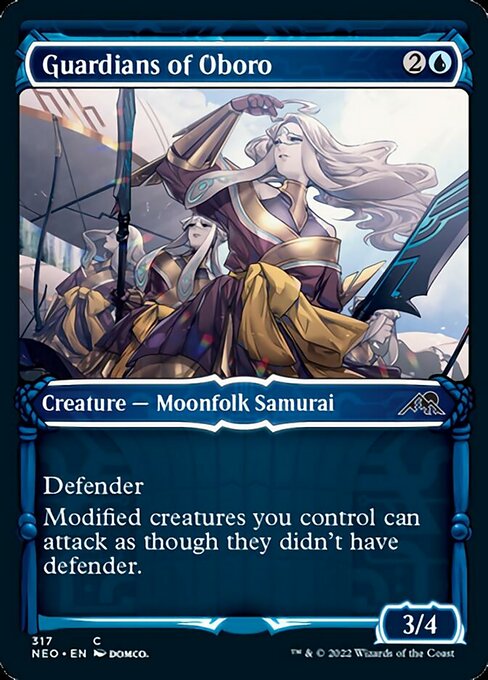 Guardians of Oboro
2
Creature — Moonfolk Samurai
Defender
Modified creatures you control can
attack as though they didn't have
defender.
3/4
317 C
NEO • EN DOMCO.
™ & © 2022 Wizards of the Coast